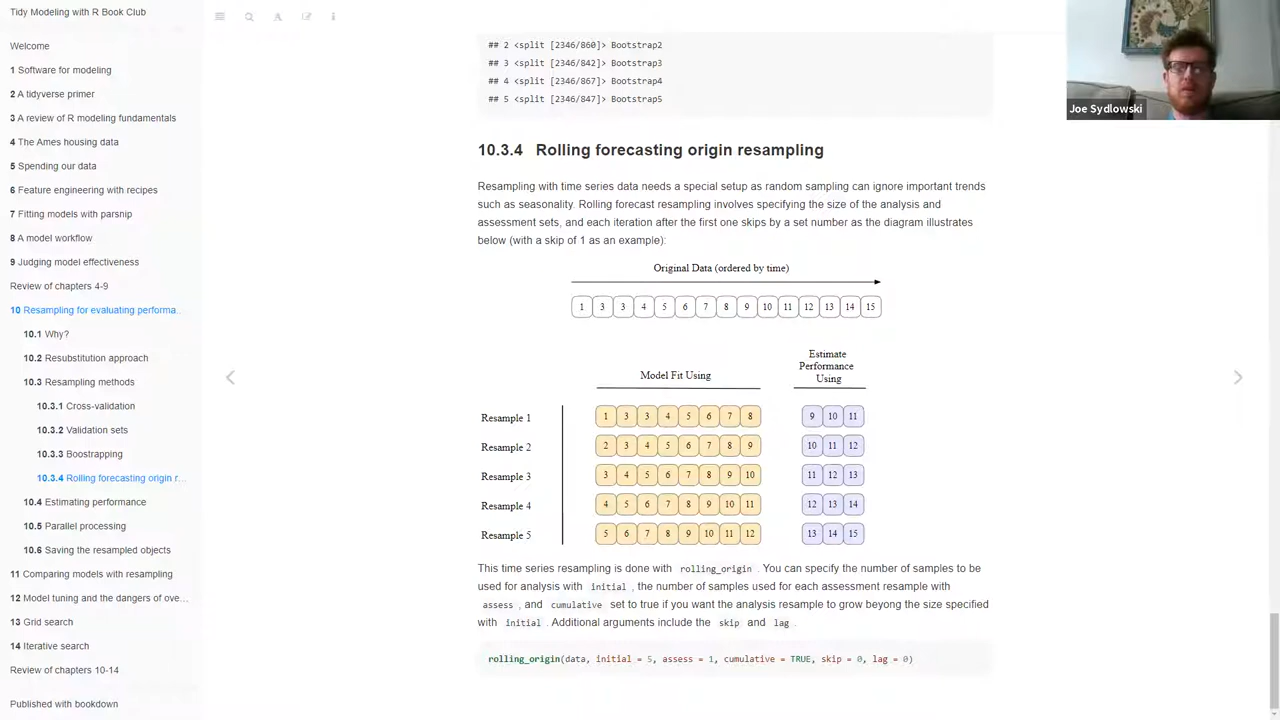 Tidy Modeling with R Book Club
Welcome
1 Software for modeling
2 A tidyverse primer
3 A review of R modeling fundamentals
4 The Ames housing data
5 Spending our data
6 Feature engineering with recipes
7 Fitting models with parsnip
8 A model workflow
9 Judging model effectiveness
Review of chapters 4-9
10 Resampling for evaluating performa...
10.1 Why?
10.2 Resubstitution approach
10.3 Resampling methods
10.3.1 Cross-validation
10.3.2 Validation sets
10.3.3 Boostrapping
10.3.4 Rolling forecasting origin r...
10.4 Estimating performance
10.5 Parallel processing
10.6 Saving the resampled objects
11 Comparing models with resampling
12 Model tuning and the dangers of ove...
13 Grid search
14 Iterative search
Review of chapters 10-14
Published with bookdown
## 2 <split [2346/860]> Bootstrap2
## 3 <split [2346/842]> Bootstrap3
## 4 <split [2346/867]> Bootstrap4
## 5 <split [2346/847]> Bootstrap5
10.3.4 Rolling forecasting origin resampling
Resampling with time series data needs a special setup as random sampling can ignore important trends
such as seasonality. Rolling forecast resampling involves specifying the size of the analysis and
assessment sets, and each iteration after the first one skips by a set number as the diagram illustrates
below (with a skip of 1 as an example):
Original Data (ordered by time)
1 3 3 4 5 6 7 8 9 10 11 12 13 14 15
Estimate
Performance
Using
Model Fit Using
Resample 1 1 3 3 4 5 6 7 8 9 10 11
Resample 2 2 3 4 5 6 7 8 9 10 11 12
Resample 3 3 4 5 6 7 8 9 10 11 12 13
Resample 4 4 5 6 7 8 9 10 11 12 13 14
Resample 5 5 6 7 8 9 10 11 12 13 14 15
This time series resampling is done with rolling_origin . You can specify the number of samples to be
used for analysis with initial , the number of samples used for each assessment resample with
assess , and cumulative set to true if you want the analysis resample to grow beyong the size specified
with initial . Additional arguments include the skip and lag .
rolling_origin(data, initial = 5, assess = 1, cumulative = TRUE, skip = 0, lag = 0)
Joe Sydlowski